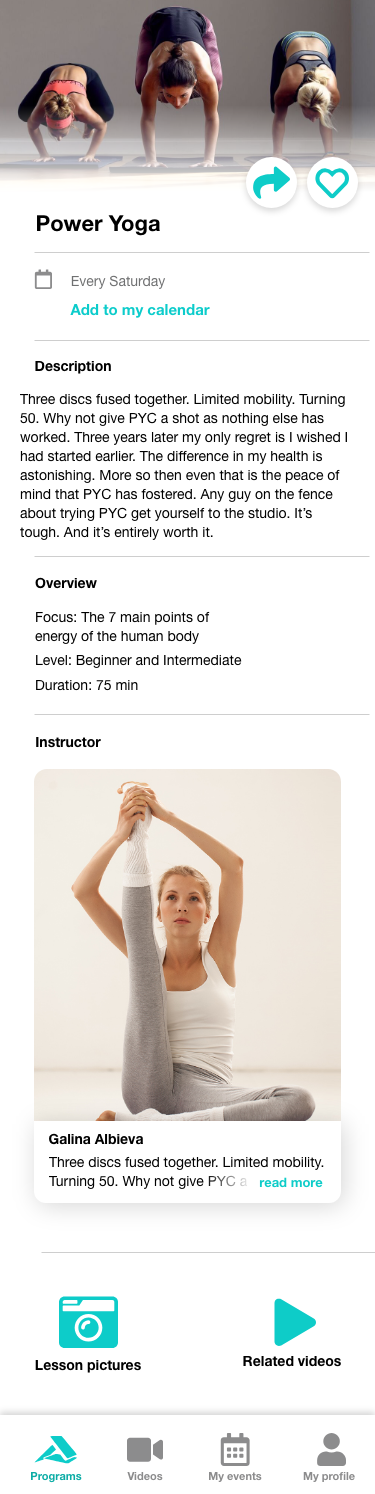 Power Yoga
Every Saturday
Add to my calendar
Description
Three discs fused together. Limited mobility. Turning
50. Why not give PYC a shot as nothing else has
worked. Three years later my only regret is I wished I
had started earlier. The difference in my health is
astonishing. More so then even that is the peace of
mind that PYC has fostered. Any guy on the fence
about trying PYC get yourself to the studio. It’s
tough. And it’s entirely worth it.
Overview
Focus: The 7 main points of
energy of the human body
Level: Beginner and Intermediate
Duration: 75 min
Instructor
Galina Albieva
Three discs fused together. Limited mobility.
Turning 50. Why not give PYC a read more
Lesson pictures
Related videos
Programs
Videos
My events
My profile